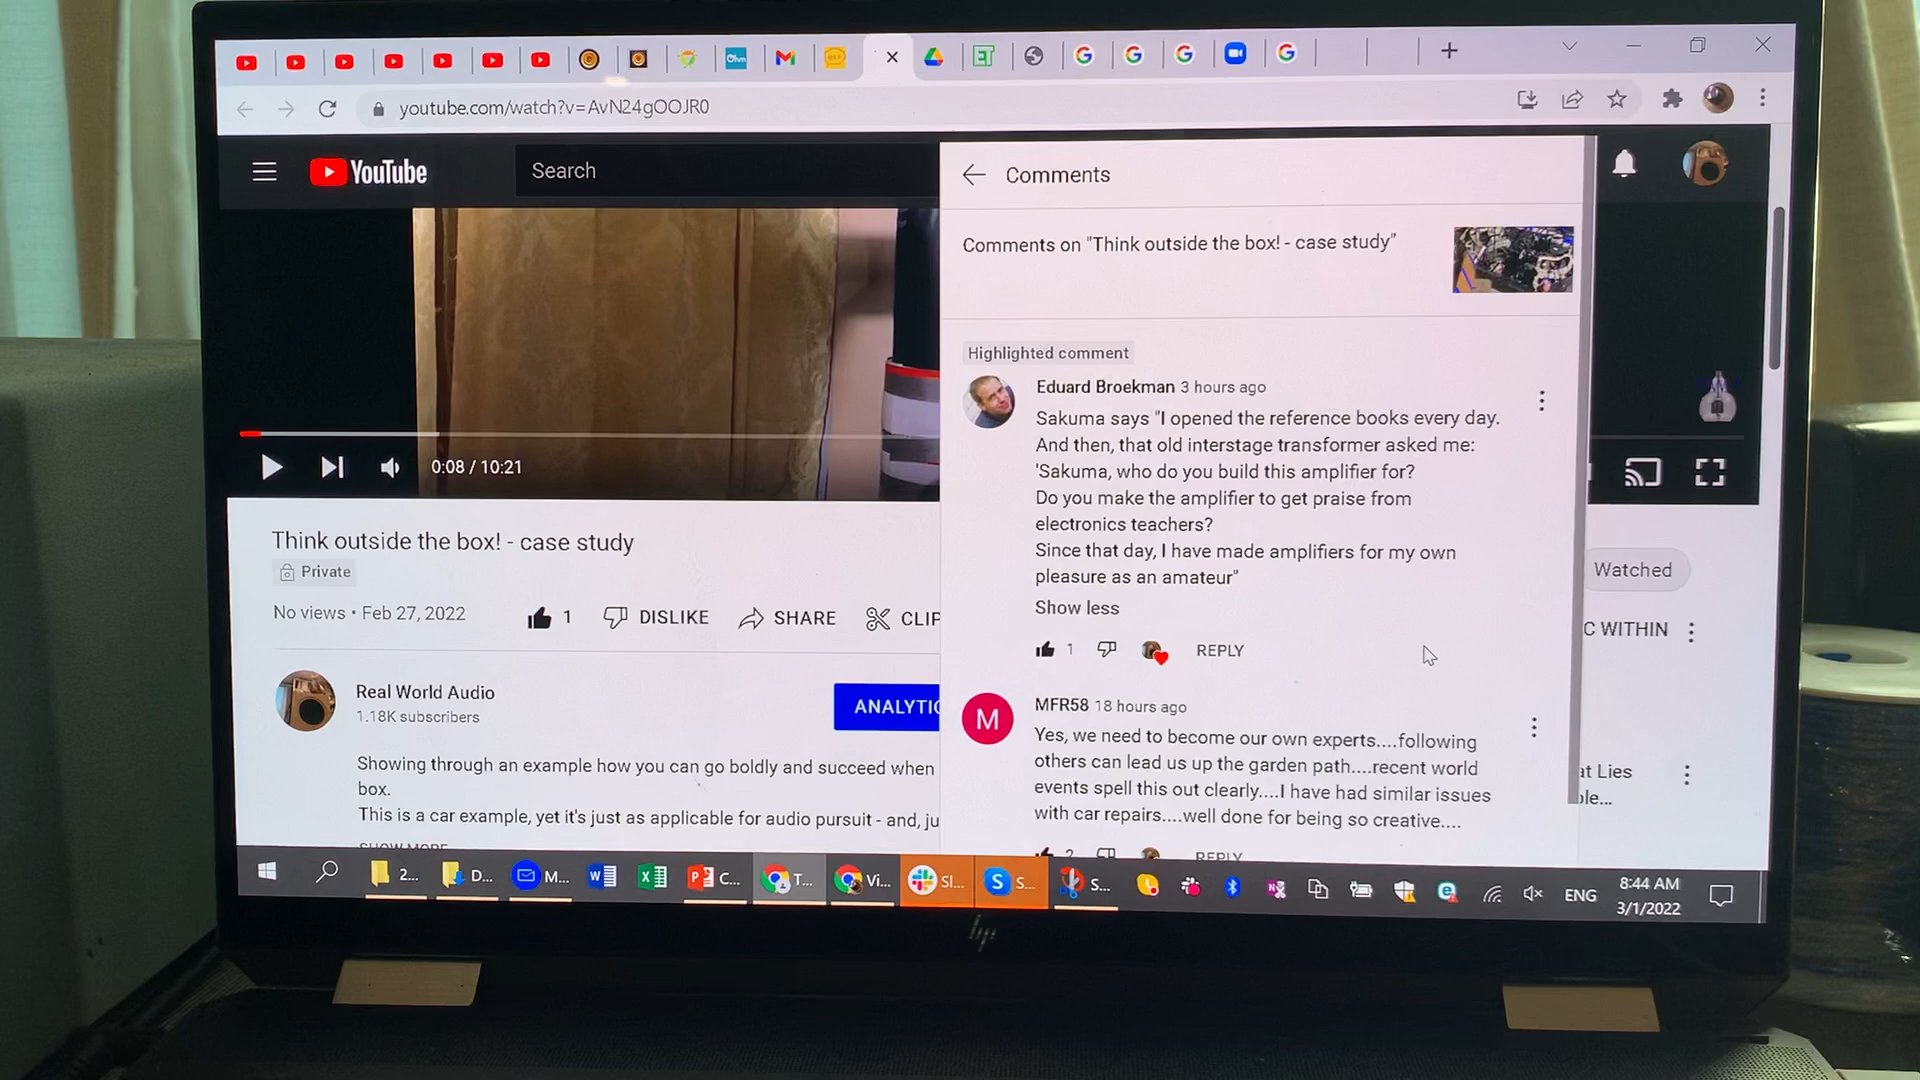 Ohm
youtube.com/watch?v=AvN24gOOJR0
YouTube
Search
Comments
Comments on "Think outside the box! - case study"
Highlighted comment
Eduard Broekman 3 hours ago
Sakuma says "I opened the reference books every day.
And then, that old interstage transformer asked me:
'Sakuma, who do you build this amplifier for?
Do you make the amplifier to get praise from
electronics teachers?
Since that day, I have made amplifiers for my own
pleasure as an amateur"
Show less
1 REPLY
M
MFR58 18 hours ago
Yes, we need to become our own experts....following
others can lead us up the garden path....recent world
events spell this out clearly....I have had similar issues
with car repairs....well done for being so creative....
2 REPLY
0:08 / 10:21
Think outside the box! - case study
Private
No views • Feb 27, 2022
1 DISLIKE SHARE CLIP
Real World Audio
1.18K subscribers
ANALYTIC
Showing through an example how you can go boldly and succeed when
box.
This is a car example, yet it's just as applicable for audio pursuit - and, ju
SHOW MORE
Watched
C WITHIN
at Lies
ple...
2... D... M... C... T... Vi... Sl... S... S... ENG
8:44 AM
3/1/2022
hp